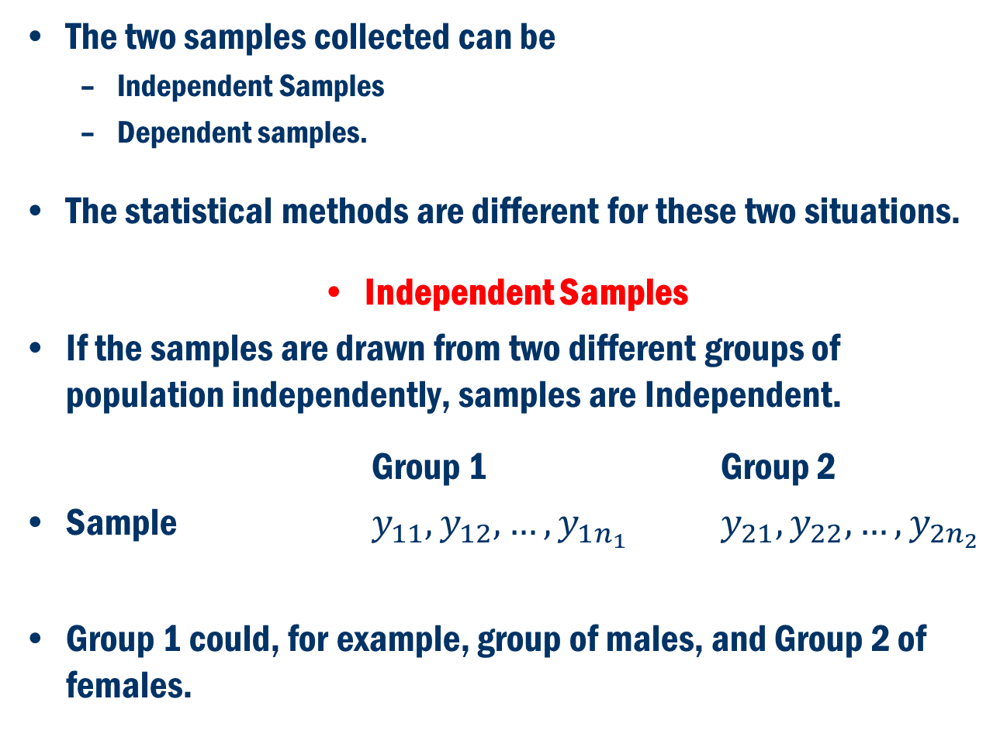 • The two samples collected can be
– Independent Samples
– Dependent samples.
• The statistical methods are different for these two situations.
• Independent Samples
• If the samples are drawn from two different groups of
population independently, samples are Independent.
Group 1 Group 2
• Sample $y_{11}, y_{12}, \ldots, y_{1n_1}$ $y_{21}, y_{22}, \ldots, y_{2n_2}$
• Group 1 could, for example, group of males, and Group 2 of
females.